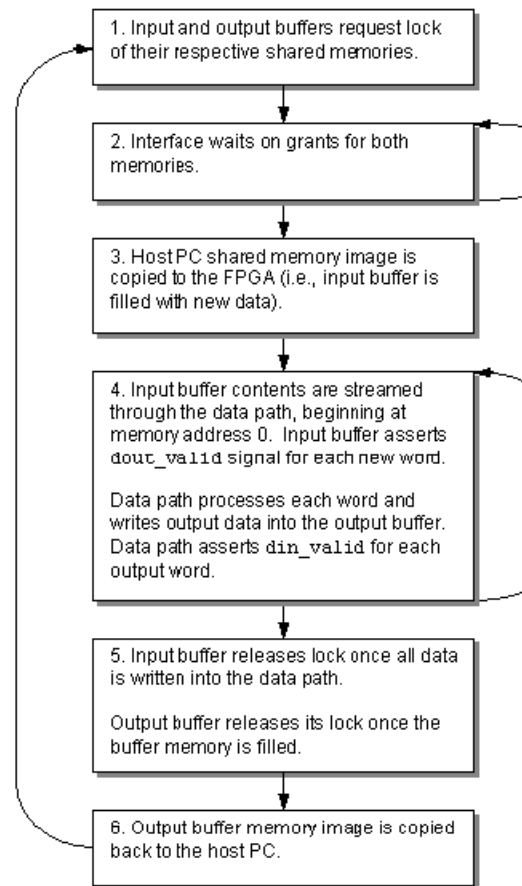 1. Input and output buffers request lock
of their respective shared memories.
2. Interface waits on grants for both
memories.
3. Host PC shared memory image is
copied to the FPGA (i.e., input buffer is
filled with new data).
4. Input buffer contents are streamed
through the data path, beginning at
memory address 0. Input buffer asserts
dout_valid signal for each new word.
Data path processes each word and
writes output data into the output buffer.
Data path asserts din_valid for each
output word.
5. Input buffer releases lock once all data
is written into the data path.
Output buffer releases its lock once the
buffer memory is filled.
6. Output buffer memory image is copied
back to the host PC.